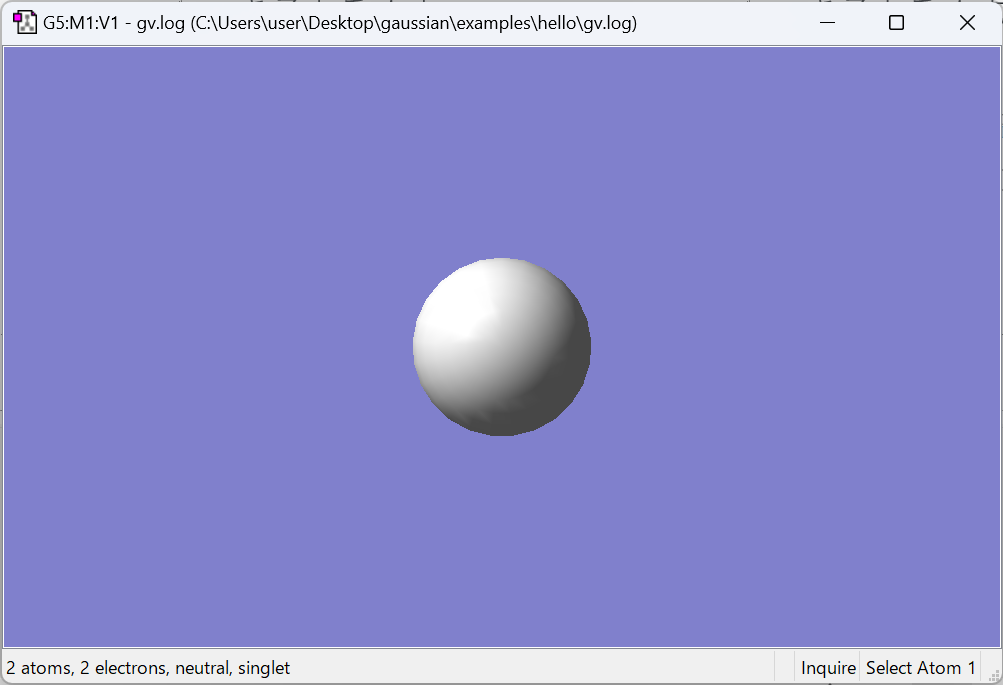 G5:M1:V1 - gv.log (C:\Users\user\Desktop\gaussian\examples\hello\gv.log)
2 atoms, 2 electrons, neutral, singlet
Inquire
Select Atom 1